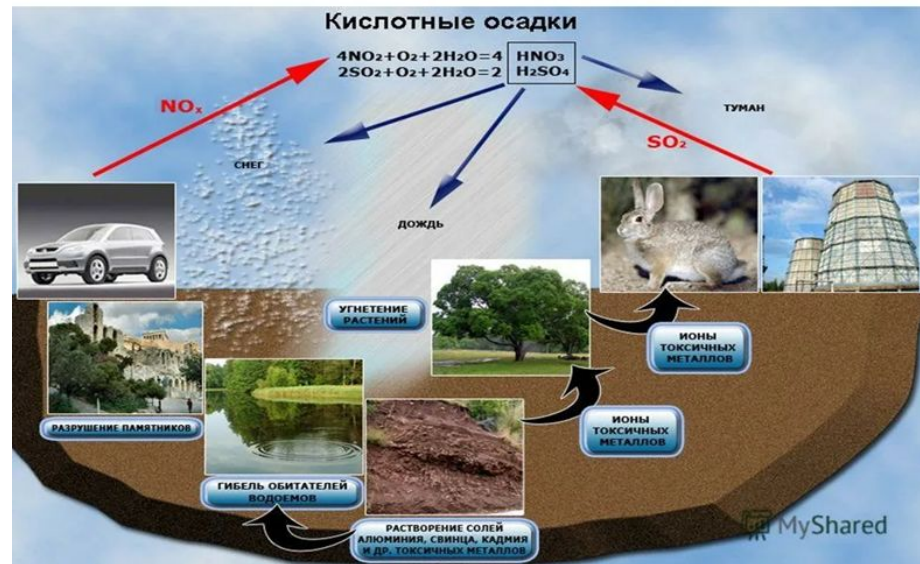 Кислотные осадки
4NO₂+O₂+2H₂O=4 HNO₃
2SO₂+O₂+2H₂O=2 H₂SO₄
NOₓ
ТУМАН
SO₂
СНЕГ
ДОЖДЬ
УГНЕТЕНИЕ
РАСТЕНИЙ
ИОНЫ
ТОКСИЧНЫХ
МЕТАЛЛОВ
ИОНЫ
ТОКСИЧНЫХ
МЕТАЛЛОВ
РАЗРУШЕНИЕ ПАМЯТНИКОВ
ГИБЕЛЬ ОБИТАТЕЛЕЙ
ВОДОЕМОВ
РАСТВОРЕНИЕ СОЛЕЙ
АЛЮМИНИЯ, СВИНЦА, КАДМИЯ
И ДР. ТОКСИЧНЫХ МЕТАЛЛОВ
MyShared